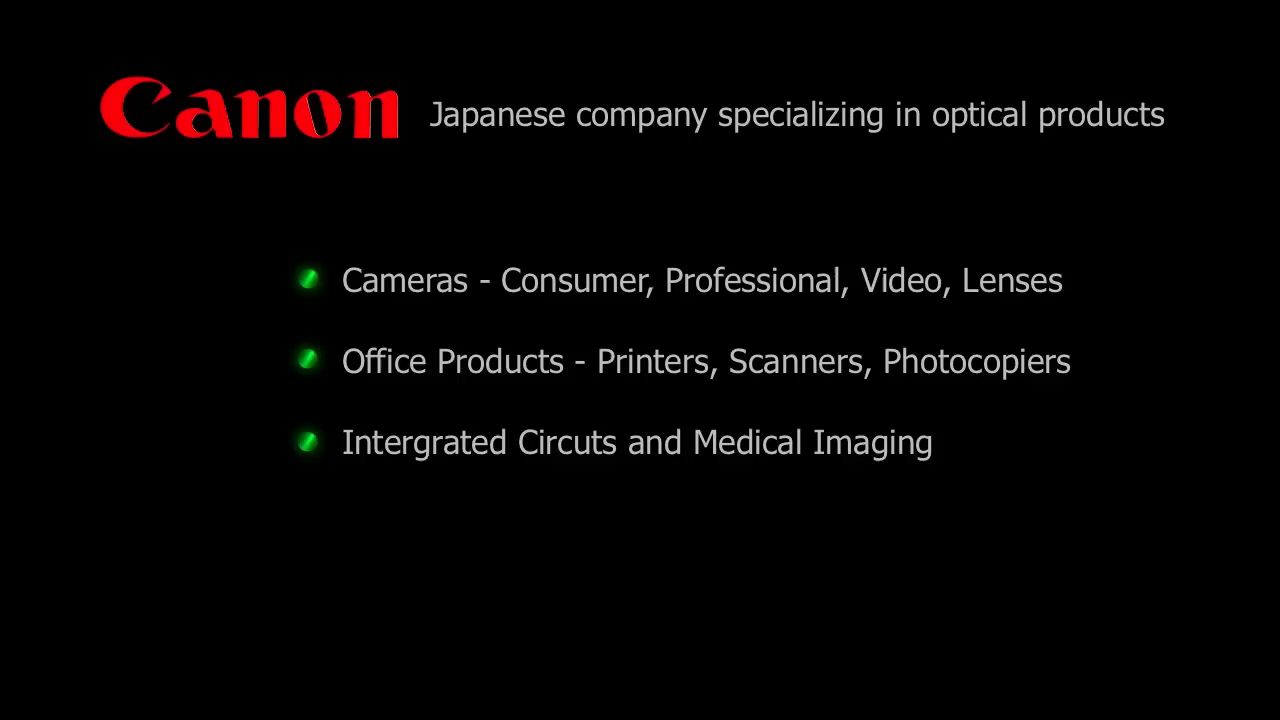 Canon Japanese company specializing in optical products
Cameras - Consumer, Professional, Video, Lenses
Office Products - Printers, Scanners, Photocopiers
Intergrated Circuts and Medical Imaging